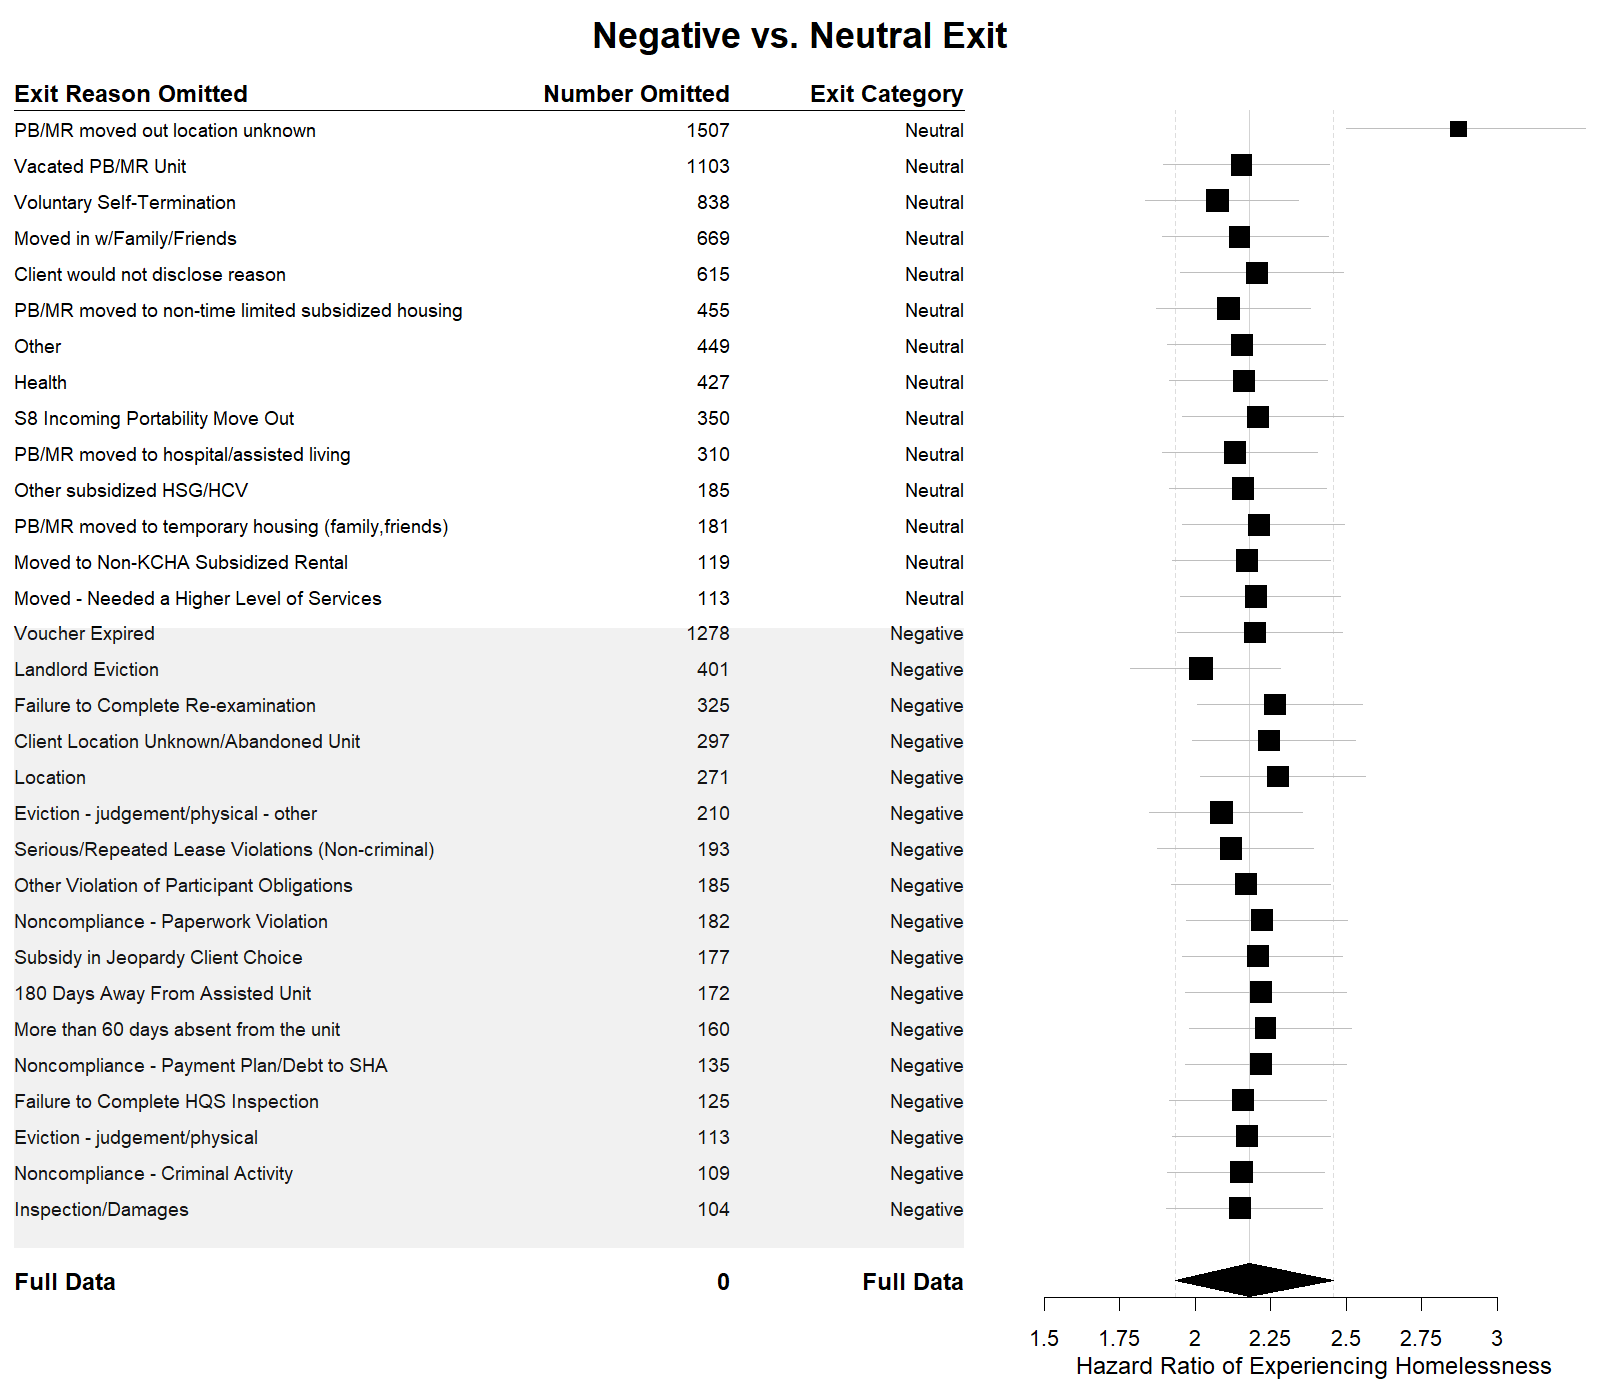 Negative vs. Neutral Exit
Exit Reason Omitted Number Omitted Exit Category
PB/MR moved out location unknown 1507 Neutral
Vacated PB/MR Unit 1103 Neutral
Voluntary Self-Termination 838 Neutral
Moved in w/Family/Friends 669 Neutral
Client would not disclose reason 615 Neutral
PB/MR moved to non-time limited subsidized housing 455 Neutral
Other 449 Neutral
Health 427 Neutral
S8 Incoming Portability Move Out 350 Neutral
PB/MR moved to hospital/assisted living 310 Neutral
Other subsidized HSG/HCV 185 Neutral
PB/MR moved to temporary housing (family,friends) 181 Neutral
Moved to Non-KCHA Subsidized Rental 119 Neutral
Moved - Needed a Higher Level of Services 113 Neutral
Voucher Expired 1278 Negative
Landlord Eviction 401 Negative
Failure to Complete Re-examination 325 Negative
Client Location Unknown/Abandoned Unit 297 Negative
Location 271 Negative
Eviction - judgement/physical - other 210 Negative
Serious/Repeated Lease Violations (Non-criminal) 193 Negative
Other Violation of Participant Obligations 185 Negative
Noncompliance - Paperwork Violation 182 Negative
Subsidy in Jeopardy Client Choice 177 Negative
180 Days Away From Assisted Unit 172 Negative
More than 60 days absent from the unit 160 Negative
Noncompliance - Payment Plan/Debt to SHA 135 Negative
Failure to Complete HQS Inspection 125 Negative
Eviction - judgement/physical 113 Negative
Noncompliance - Criminal Activity 109 Negative
Inspection/Damages 104 Negative
Full Data 0 Full Data
1.5 1.75 2 2.25 2.5 2.75 3
Hazard Ratio of Experiencing Homelessness